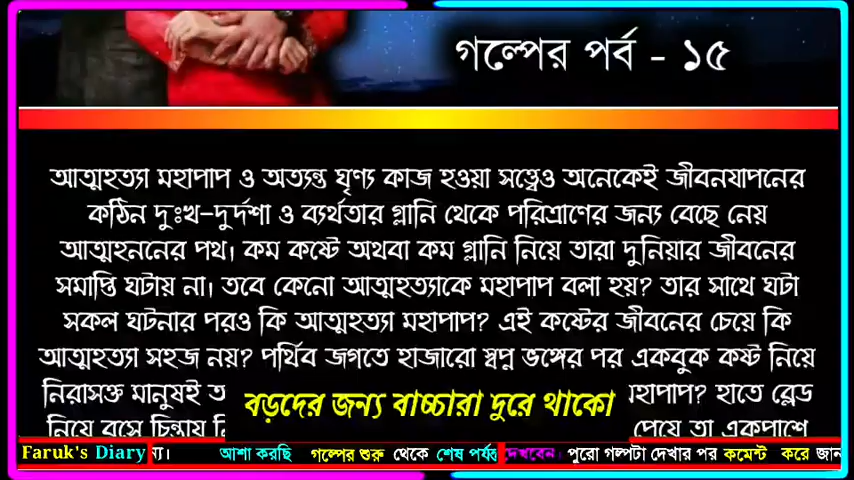 গল্পের পর্ব - ১৫
আত্মহত্যা মহাপাপ ও অত্যন্ত ঘৃণ্য কাজ হওয়া সত্ত্বেও অনেকেই জীবনযাপনের
কঠিন দুঃখ-দুর্দশা ও ব্যর্থতার গ্লানি থেকে পরিত্রাণের জন্য বেছে নেয়
আত্মহননের পথ। কম কষ্টে অথবা কম গ্লানি নিয়ে তারা দুনিয়ার জীবনের
সমাপ্তি ঘটায় না। তবে কেনো আত্মহত্যাকে মহাপাপ বলা হয়? তার সাথে ঘটা
সকল ঘটনার পরও কি আত্মহত্যা মহাপাপ? এই কষ্টের জীবনের চেয়ে কি
আত্মহত্যা সহজ নয়? পর্থিব জগতে হাজারো স্বপ্ন ভঙ্গের পর একবুক কষ্ট নিয়ে
নিরাসক্ত মানুষই ত মহাপাপ? হাতে ব্লেড
বড়দের জন্য বাচ্চারা দুরে থাকো
নিয়ে বসে চিন্তায় পেয়ে তা একপাশে
Faruk's Diary ন্য। আশা করছি গল্পের শুরু থেকে শেষ পর্যন্ত দেখবেন। পুরো গল্পটা দেখার পর কমেন্ট করে জান